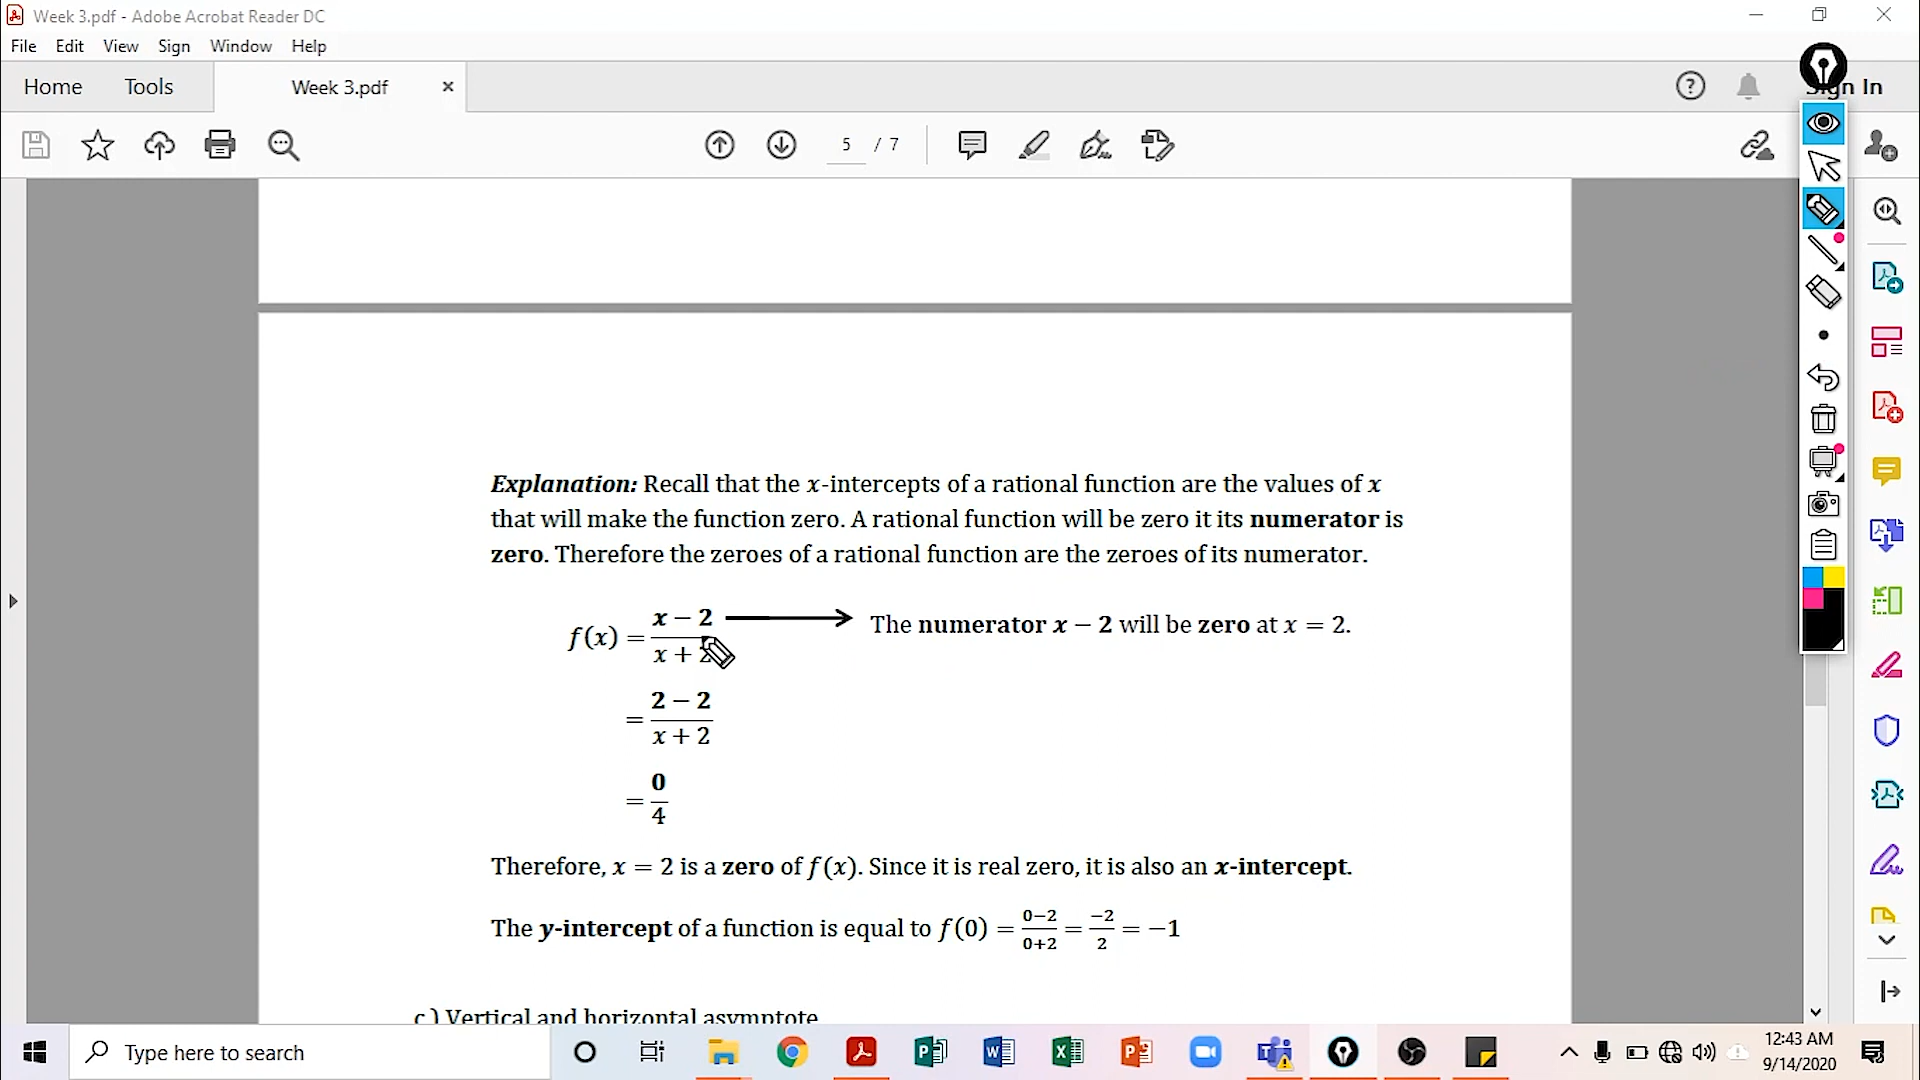 Week 3.pdf - Adobe Acrobat Reader DC
File Edit View Sign Window Help
Home Tools Week 3.pdf × Sign In
5 / 7
Explanation: Recall that the x-intercepts of a rational function are the values of x
that will make the function zero. A rational function will be zero it its numerator is
zero. Therefore the zeroes of a rational function are the zeroes of its numerator.
f(x) = (x − 2)/(x + 2) The numerator x − 2 will be zero at x = 2.
= (2 − 2)/(x + 2)
= 0/4
Therefore, x = 2 is a zero of f(x). Since it is real zero, it is also an x-intercept.
The y-intercept of a function is equal to f(0) = (0−2)/(0+2) = (−2)/2 = −1
c.) Vertical and horizontal asymptote
Type here to search
12:43 AM
9/14/2020